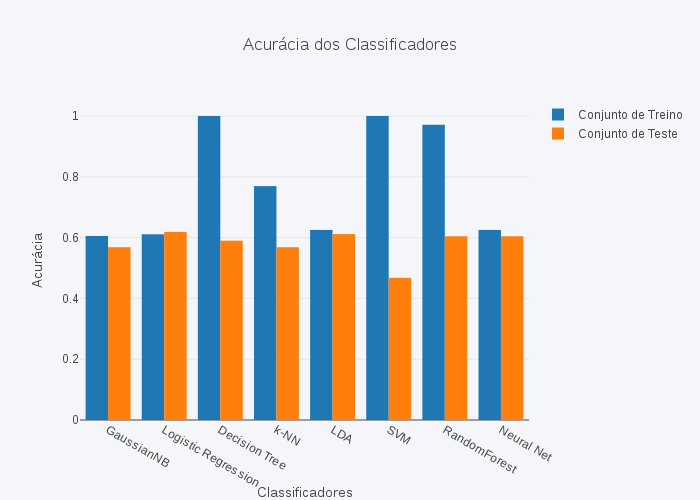 Acurácia dos Classificadores
Conjunto de Treino
Conjunto de Teste
Acurácia
1
0.8
0.6
0.4
0.2
0
GaussianNB
Logistic Regression
Decision Tree
k-NN
LDA
SVM
RandomForest
Neural Net
Classificadores